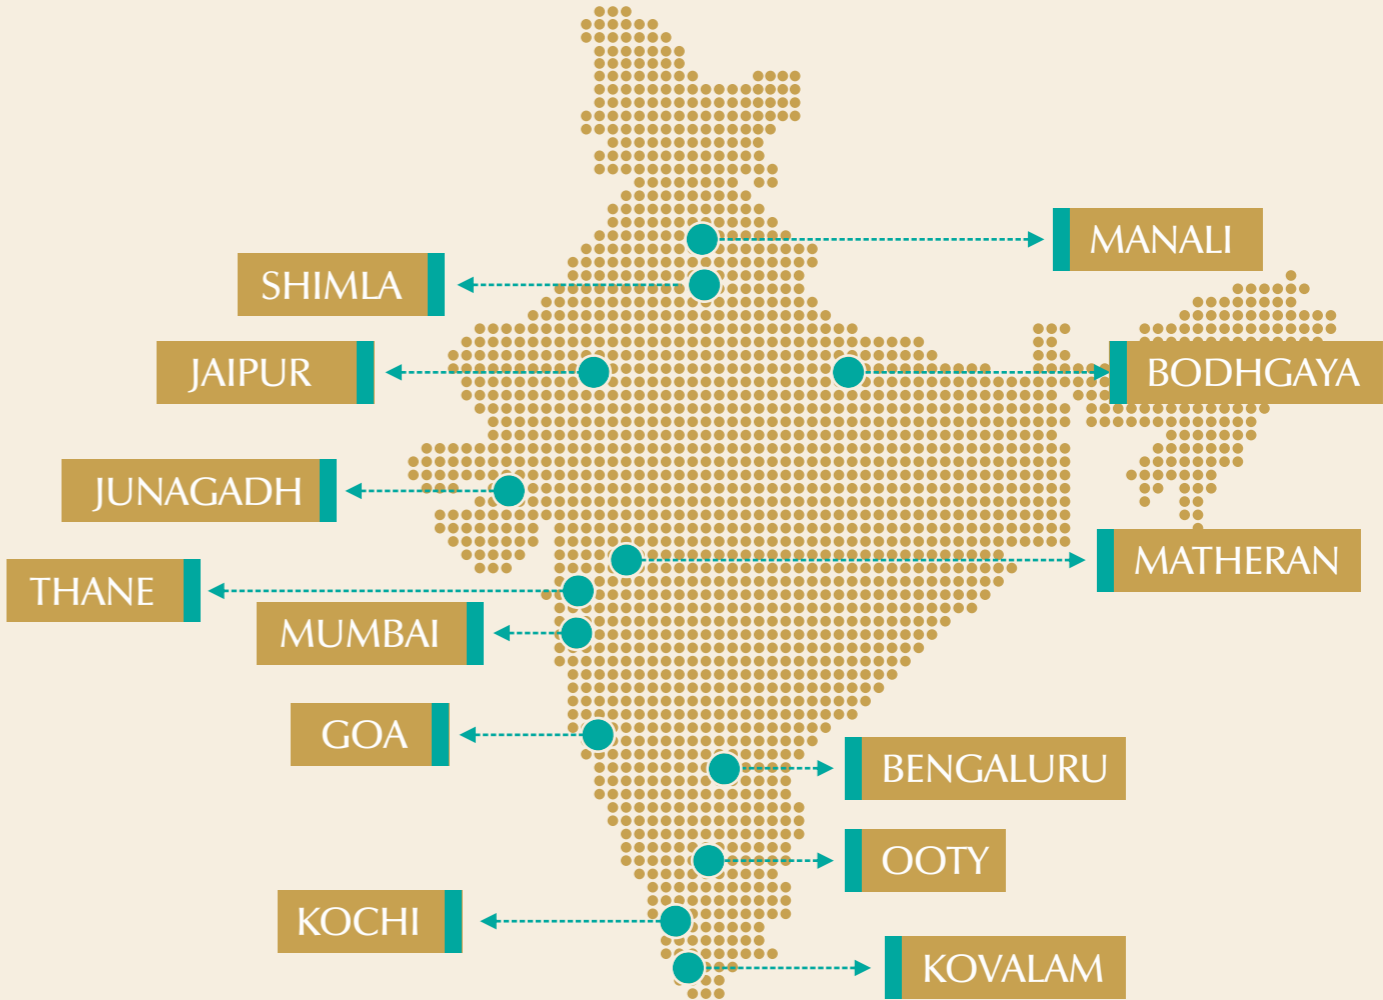 MANALI
SHIMLA
JAIPUR
BODHGAYA
JUNAGADH
MATHERAN
THANE
MUMBAI
GOA
BENGALURU
OOTY
KOCHI
KOVALAM